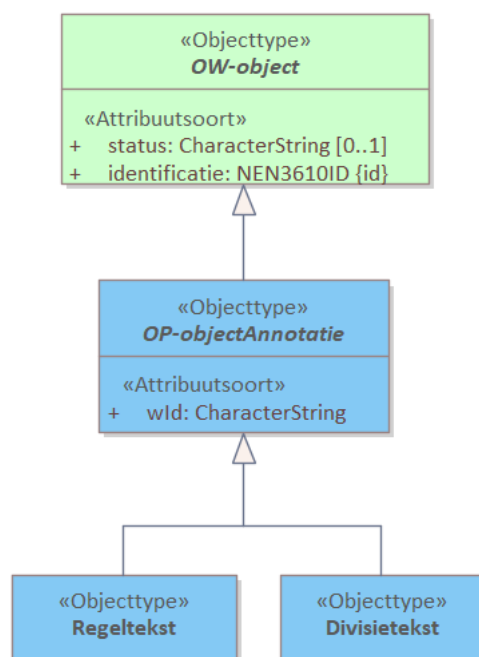 «Objecttype»
OW-object
«Attribuutsoort»
+ status: CharacterString [0..1]
+ identificatie: NEN3610ID {id}
«Objecttype»
OP-objectAnnotatie
«Attribuutsoort»
+ wId: CharacterString
«Objecttype» «Objecttype»
Regeltekst Divisietekst